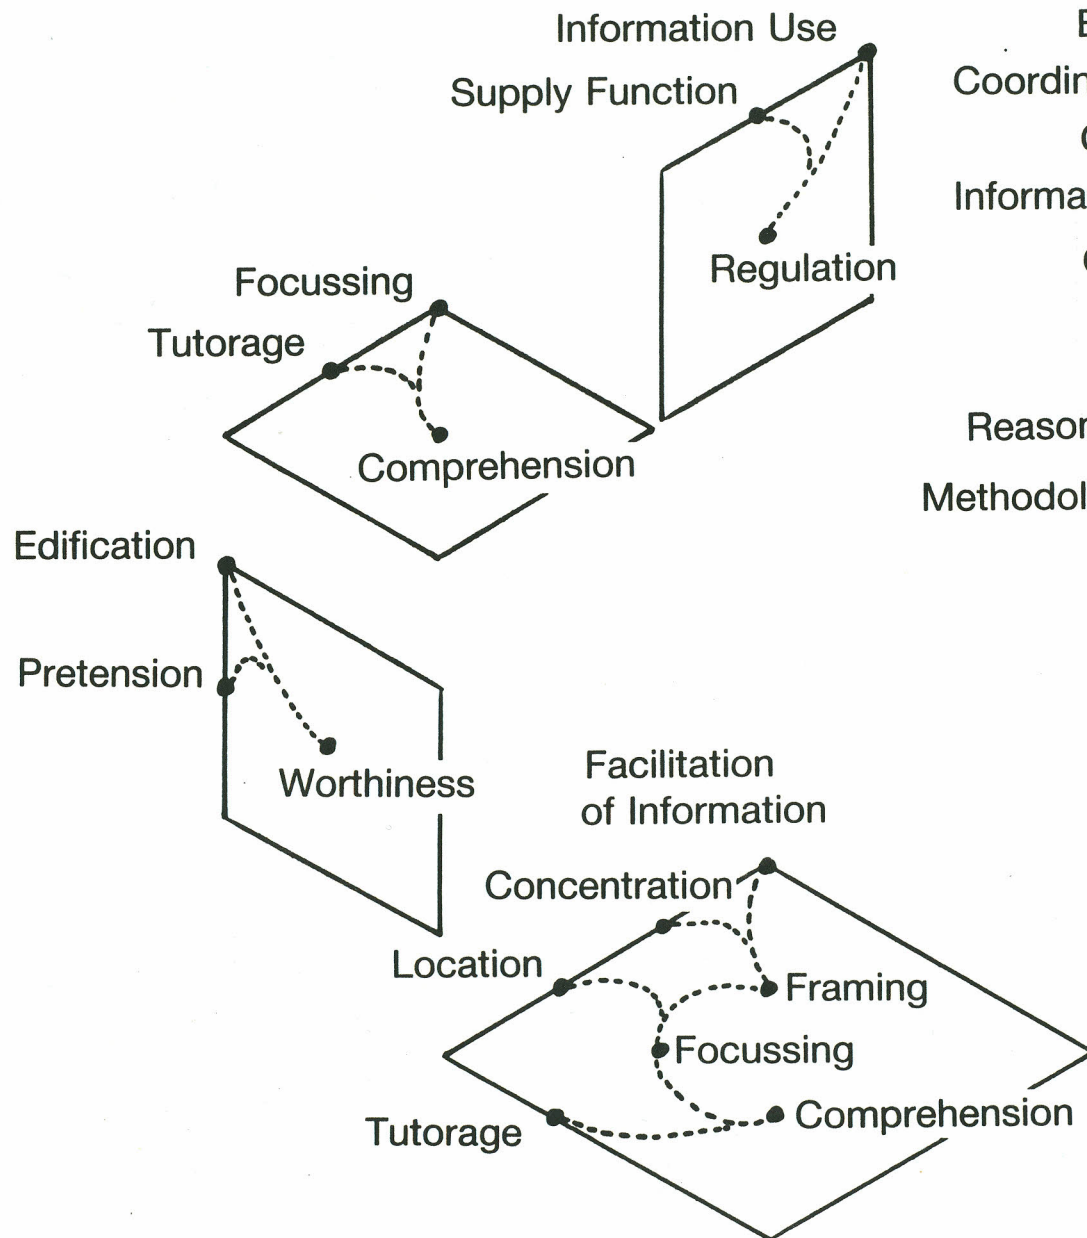 Information Use
Supply Function
Regulation
Focussing
Tutorage
Comprehension
Edification
Pretension
Worthiness
Facilitation
of Information
Concentration
Location
Framing
Focussing
Tutorage
Comprehension
Coordin
Informa
Reason
Methodol